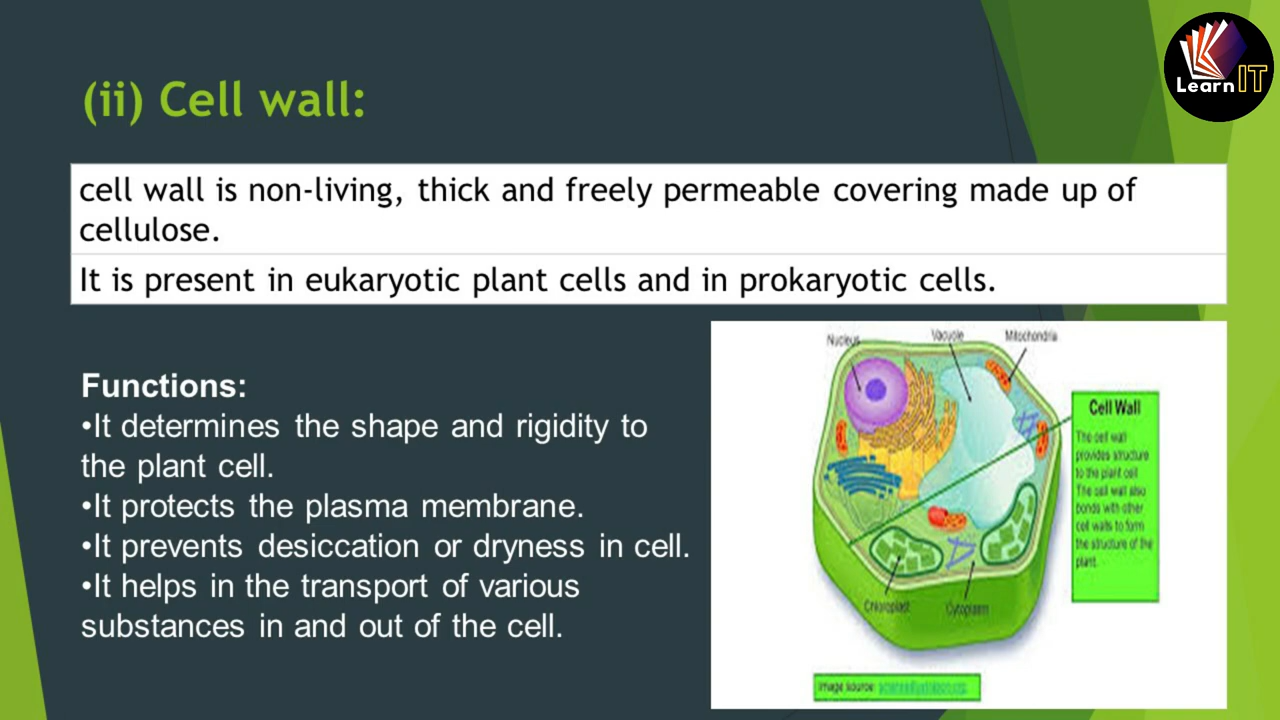 Learn IT
(ii) Cell wall:
cell wall is non-living, thick and freely permeable covering made up of
cellulose.
It is present in eukaryotic plant cells and in prokaryotic cells.
Functions:
•It determines the shape and rigidity to
the plant cell.
•It protects the plasma membrane.
•It prevents desiccation or dryness in cell.
•It helps in the transport of various
substances in and out of the cell.
Nucleus Vacuole Mitochondria
Cell Wall
The cell wall
provides structure
to the plant cell
The cell wall also
bonds with other
cell walls to form
the structure of the
plant.
Chloroplast Cytoplasm
Image source: